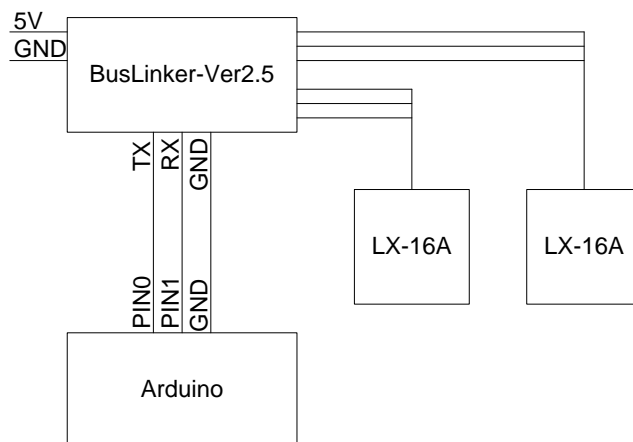 5V
GND
BusLinker-Ver2.5
TX
RX
GND
LX-16A
LX-16A
PIN0
PIN1
GND
Arduino